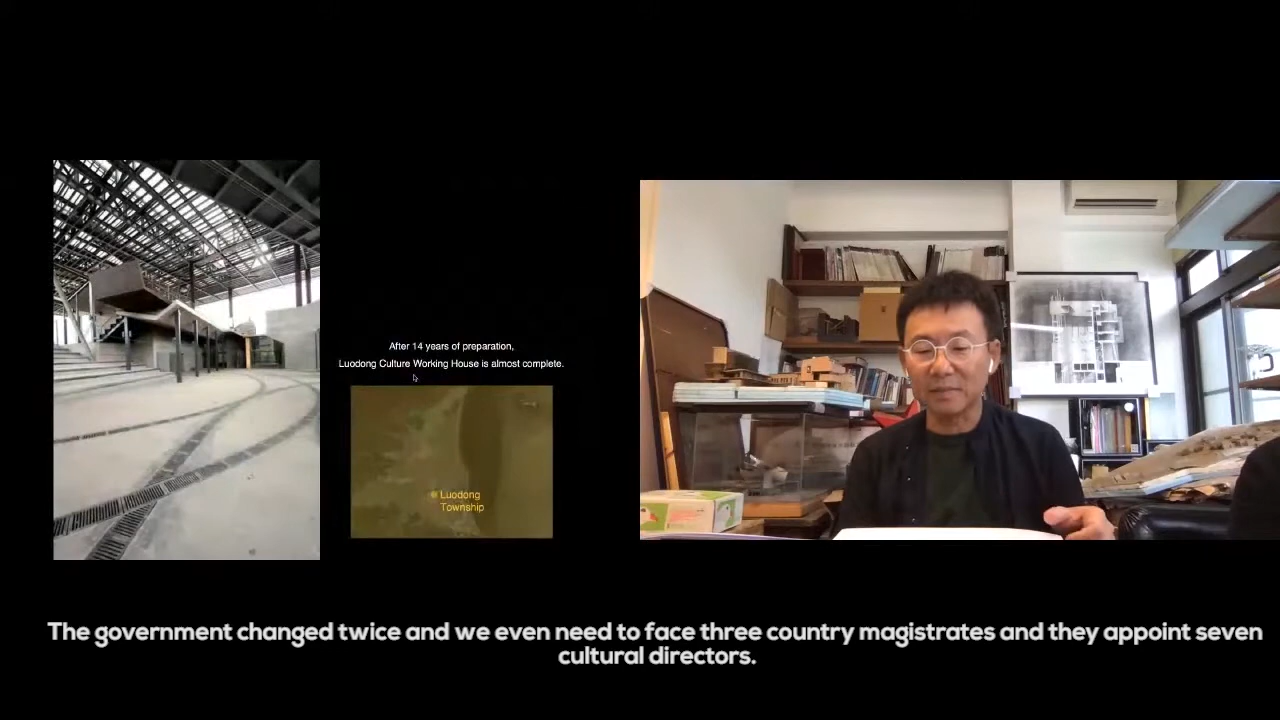 After 14 years of preparation,
Luodong Culture Working House is almost complete.
Luodong
Township
The government changed twice and we even need to face three country magistrates and they appoint seven
cultural directors.